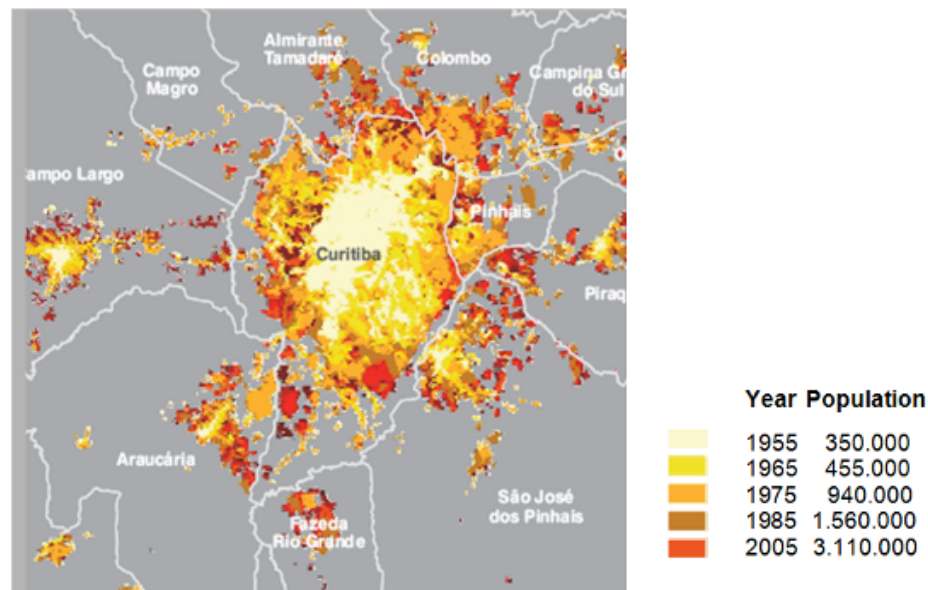 Almirante
Tamadaré
Colombo
Campo
Magro
Campina Gr
do Sul
ampo Largo
Pinhais
Curitiba
Piraq
Araucária
São José
dos Pinhais
Fazeda
Rio Grande
Year Population
1955 350.000
1965 455.000
1975 940.000
1985 1.560.000
2005 3.110.000